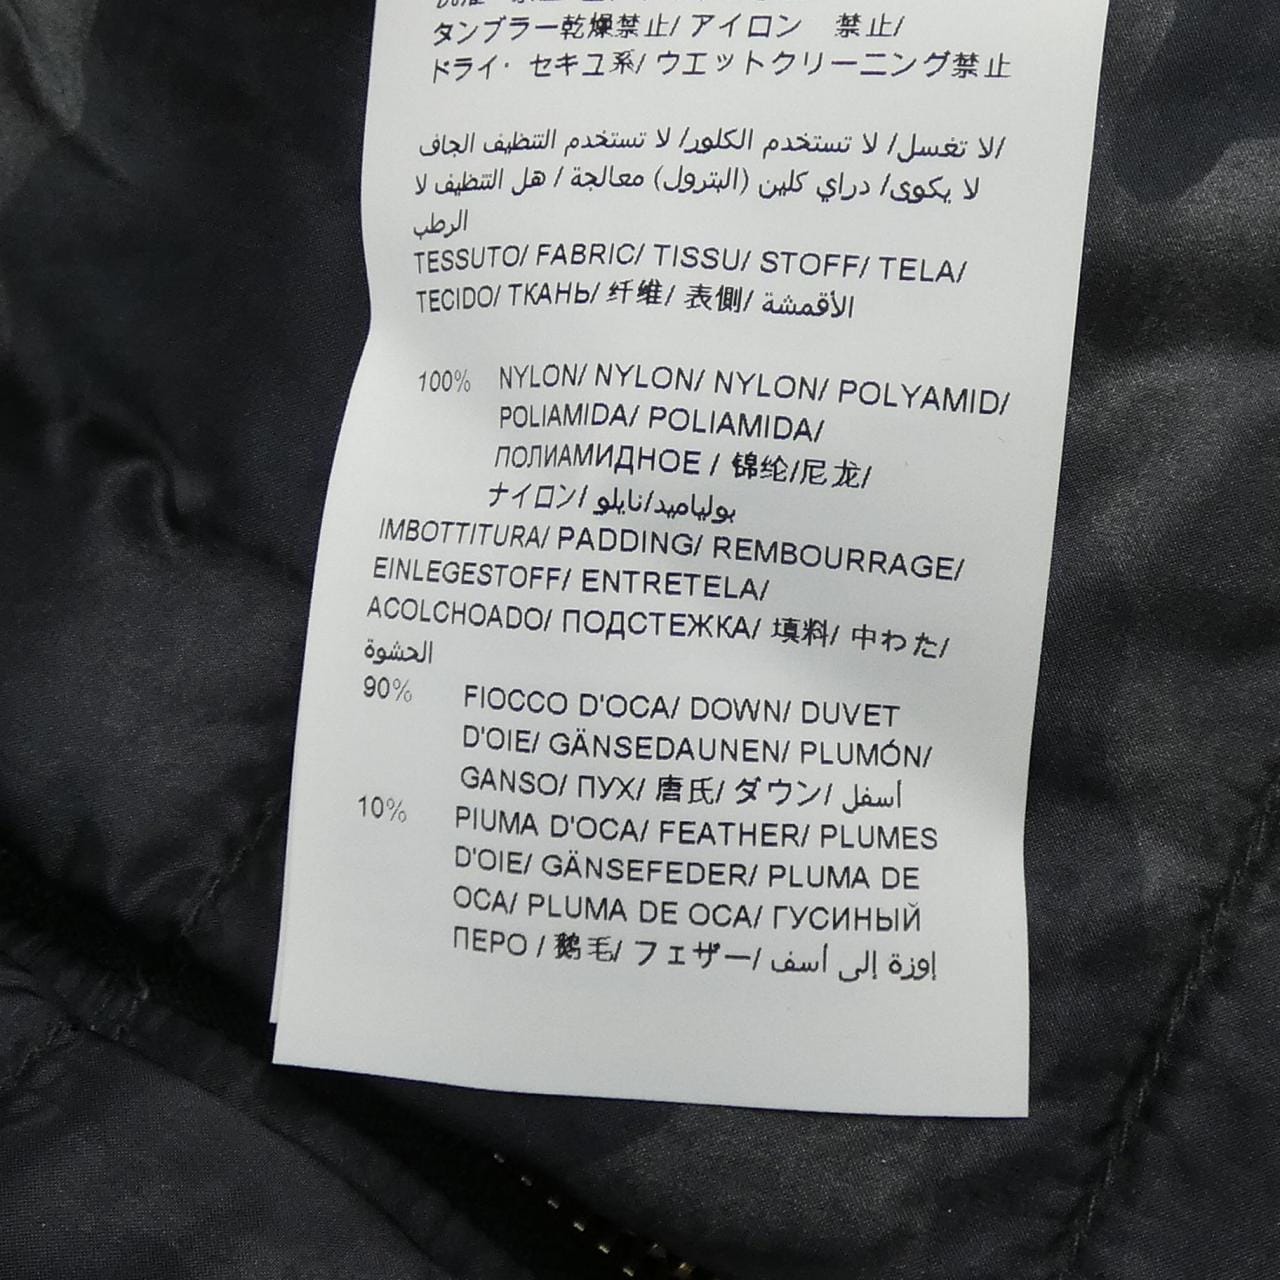 タンブラー乾燥禁止/ アイロン 禁止/
ドライ· セキユ系/ ウエットクリーニング禁止
لا تغسل/ لا تستخدم الكلور/ لا تستخدم التنظيف الجاف/
لا يكوى/ دراي كلين (البترول) معالجة / هل التنظيف لا
الرطب
TESSUTO/ FABRIC/ TISSU/ STOFF/ TELA/
TECIDO/ ТКАНЬ/ 纤维/ 表側/ الأقمشة
100% NYLON/ NYLON/ NYLON/ POLYAMID/
POLIAMIDA/ POLIAMIDA/
ПОЛИАМИДНОЕ / 锦纶/尼龙/
ナイロン/ بولياميد/نايلو
IMBOTTITURA/ PADDING/ REMBOURRAGE/
EINLEGESTOFF/ ENTRETELA/
ACOLCHOADO/ ПОДСТЕЖКА/ 填料/ 中わた/
الحشوة
90% FIOCCO D'OCA/ DOWN/ DUVET
D'OIE/ GÄNSEDAUNEN/ PLUMÓN/
GANSO/ ПУХ/ 唐氏/ ダウン/ أسفل
10% PIUMA D'OCA/ FEATHER/ PLUMES
D'OIE/ GÄNSEFEDER/ PLUMA DE
OCA/ PLUMA DE OCA/ ГУСИНЫЙ
ПЕРО / 鹅毛/ フェザー/ إوزة إلى أسف